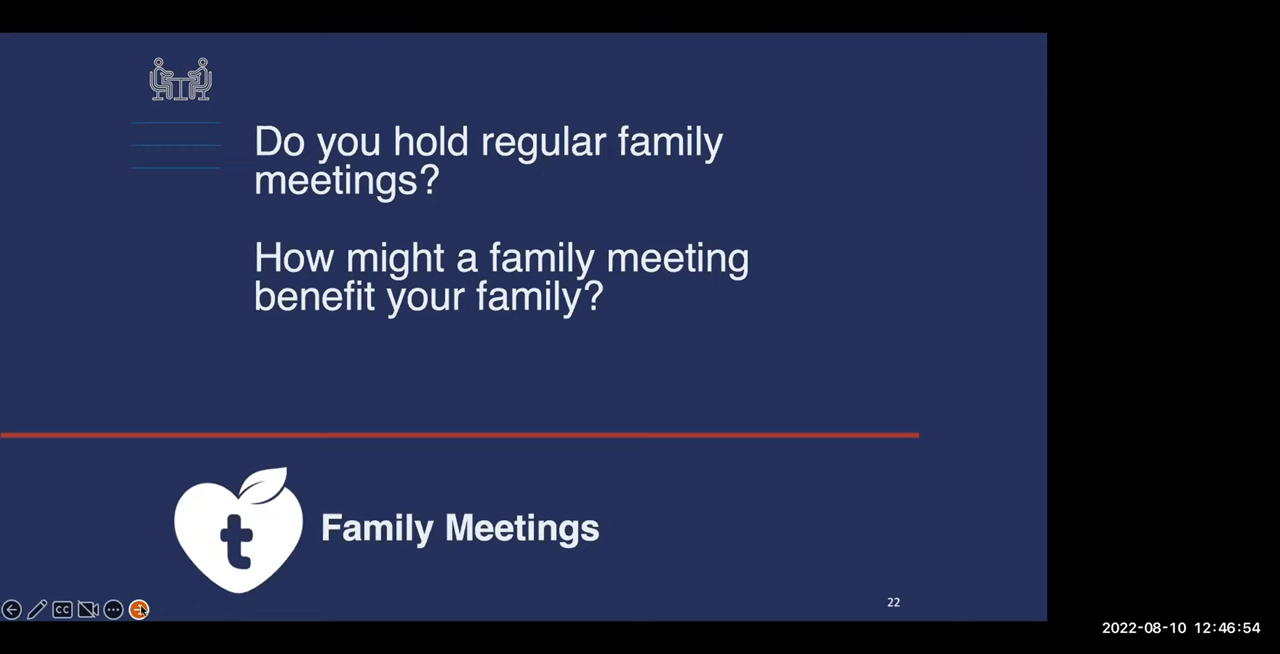 Do you hold regular family
meetings?
How might a family meeting
benefit your family?
t
Family Meetings
CC
22
2022-08-10 12:46:54